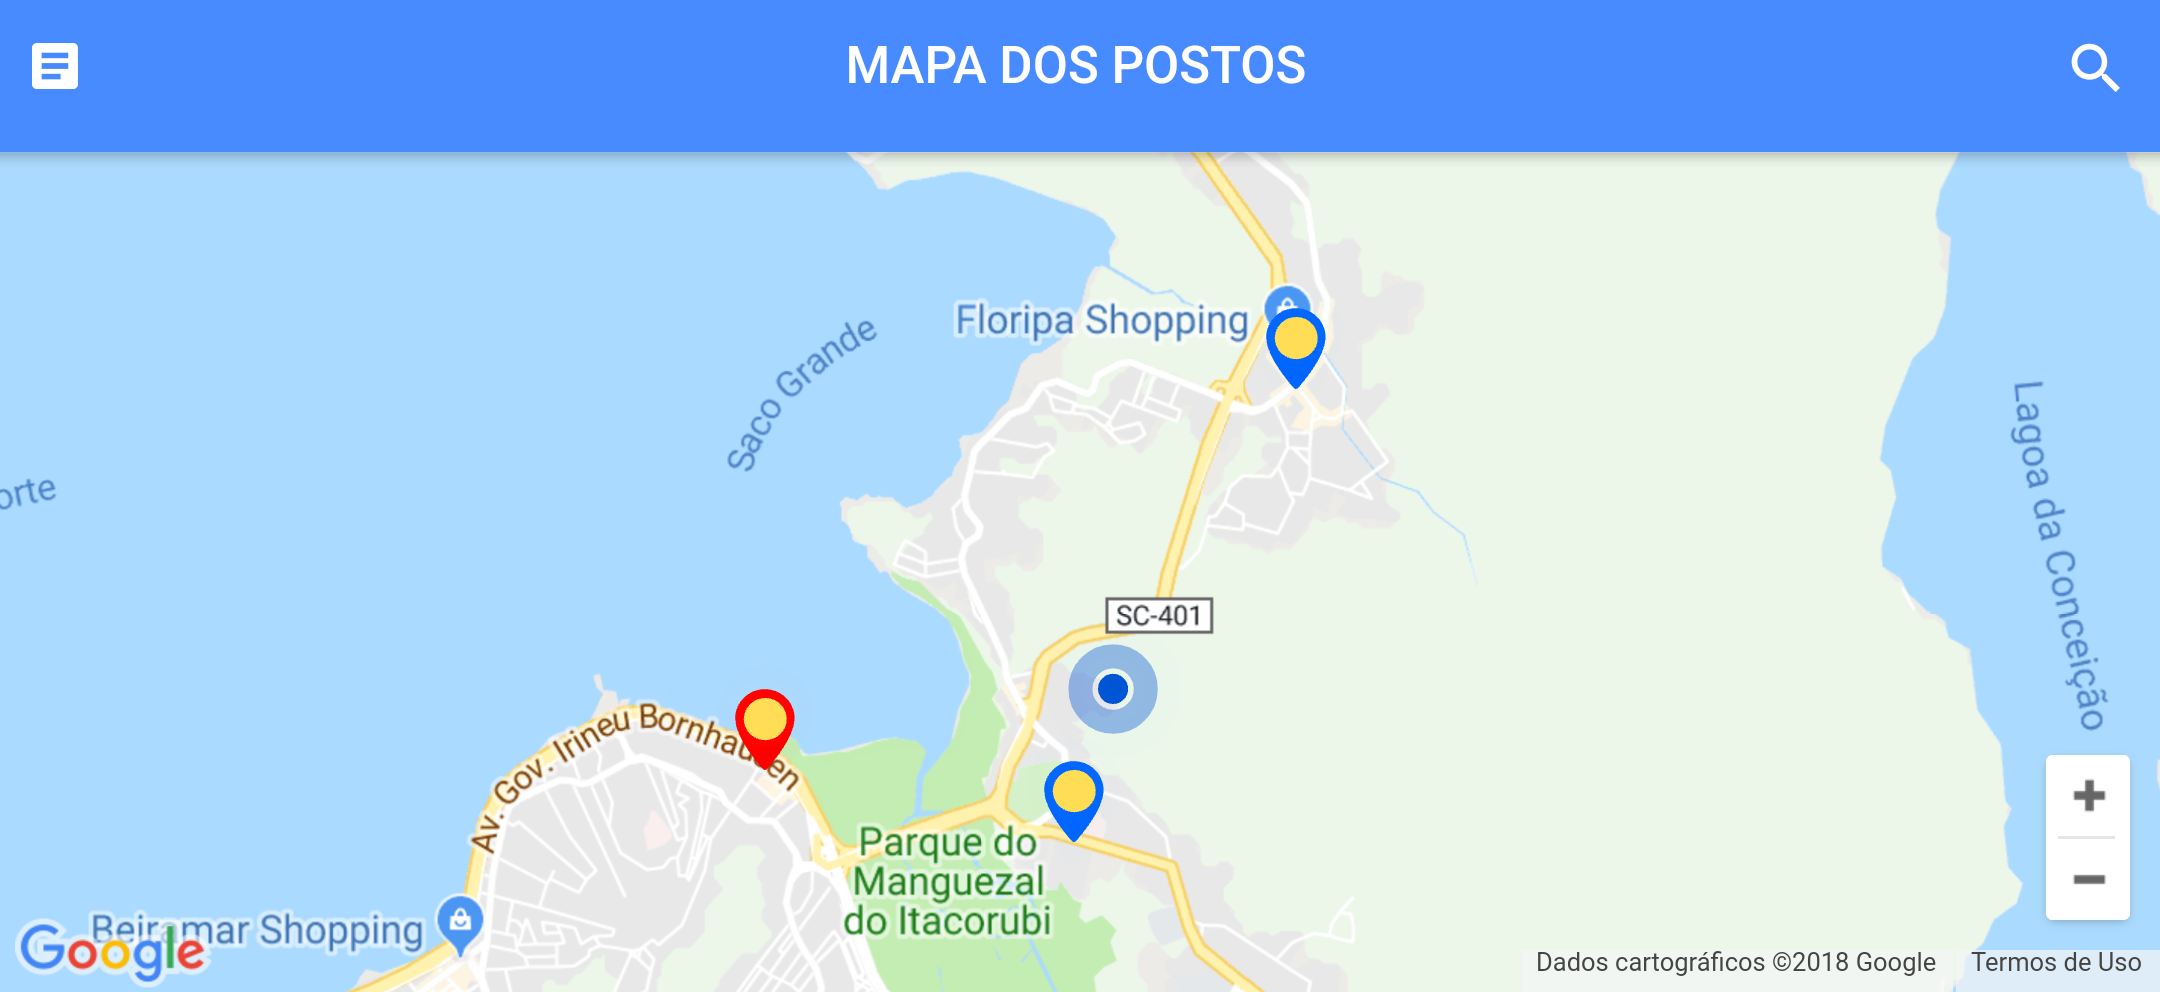 MAPA DOS POSTOS
Floripa Shopping
Saco Grande
orte
Lagoa da Conceição
SC-401
Av. Gov. Irineu Bornhausen
Parque do
Manguezal
do Itacorubi
Beiramar Shopping
Google
Dados cartográficos ©2018 Google
Termos de Uso